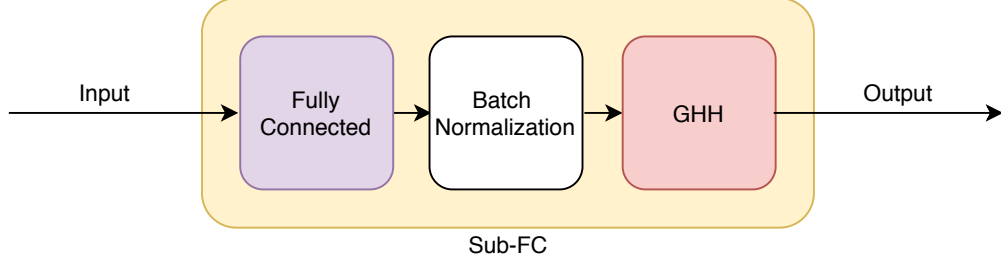 Input
Fully
Connected
Batch
Normalization
GHH
Output
Sub-FC